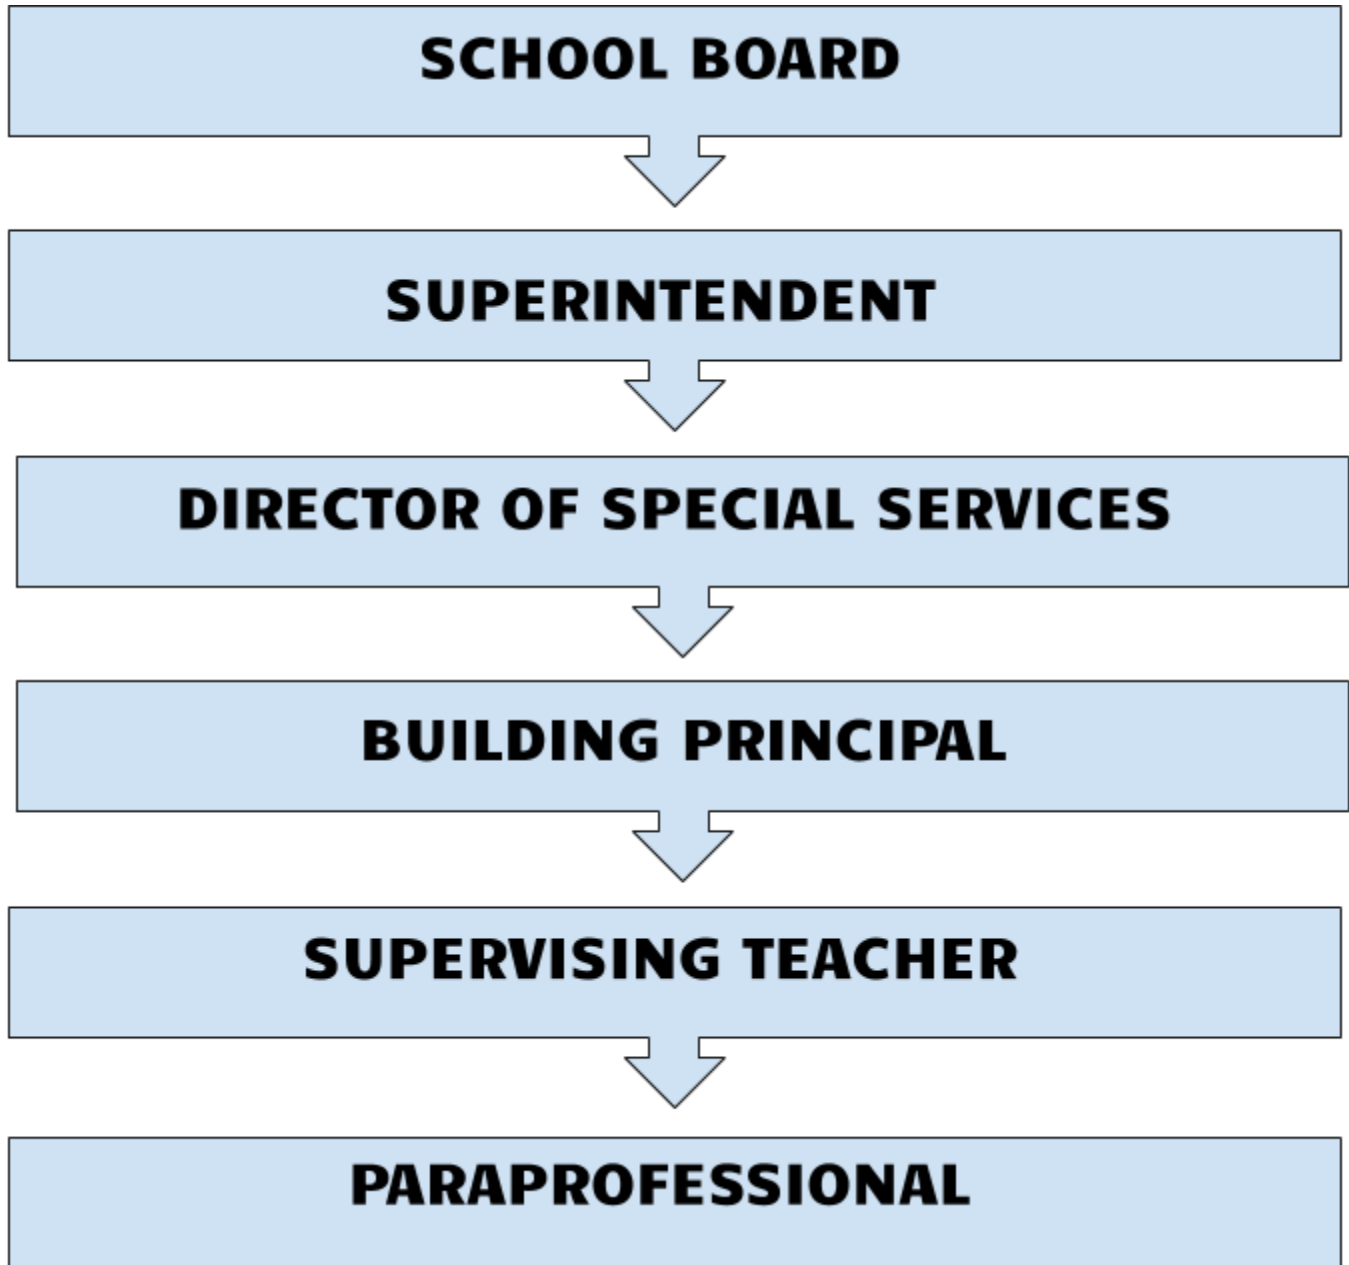 SCHOOL BOARD
SUPERINTENDENT
DIRECTOR OF SPECIAL SERVICES
BUILDING PRINCIPAL
SUPERVISING TEACHER
PARAPROFESSIONAL